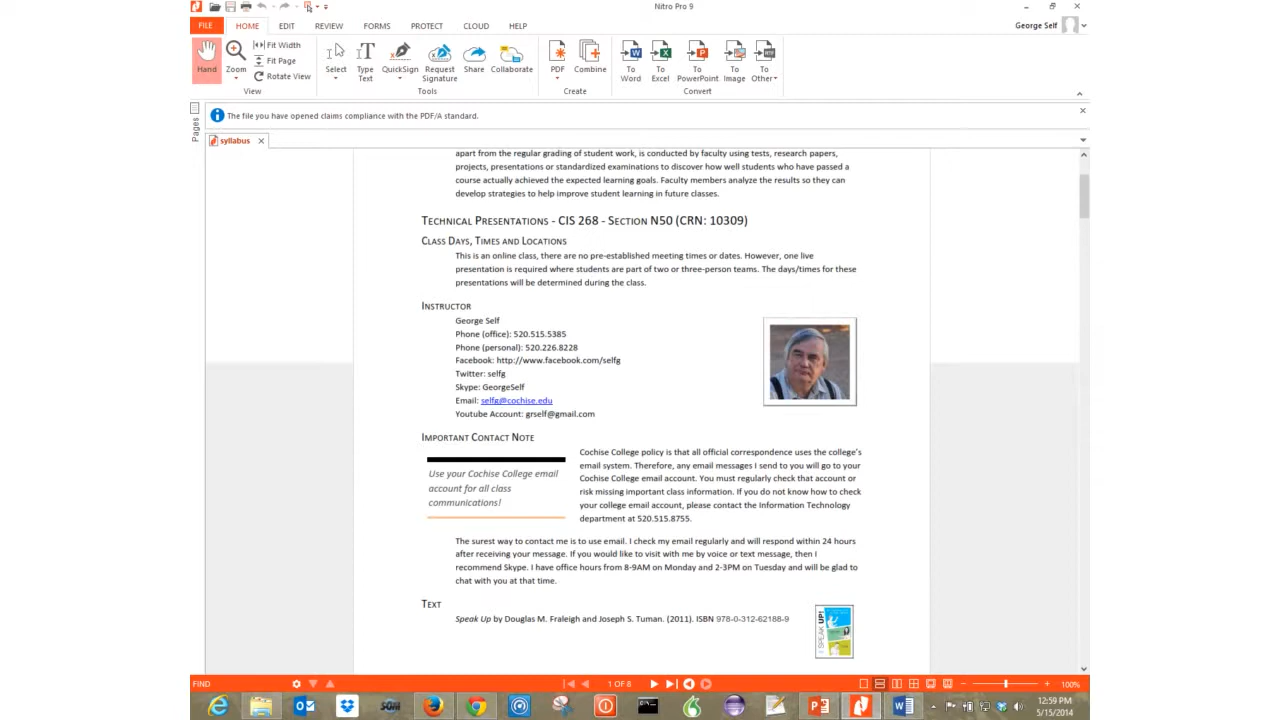 Nitro Pro 9
FILE HOME EDIT REVIEW FORMS PROTECT CLOUD HELP
George Self
Hand
Zoom
Fit Width
Fit Page
Rotate View
Select
Type Text
QuickSign
Request Signature
Share
Collaborate
PDF
Combine
To Word
To Excel
To PowerPoint
To Image
To Other
View
Tools
Create
Convert
Pages
The file you have opened claims compliance with the PDF/A standard.
syllabus
apart from the regular grading of student work, is conducted by faculty using tests, research papers,
projects, presentations or standardized examinations to discover how well students who have passed a
course actually achieved the expected learning goals. Faculty members analyze the results so they can
develop strategies to help improve student learning in future classes.
Technical Presentations - CIS 268 - Section N50 (CRN: 10309)
Class Days, Times and Locations
This is an online class, there are no pre-established meeting times or dates. However, one live
presentation is required where students are part of two or three-person teams. The days/times for these
presentations will be determined during the class.
Instructor
George Self
Phone (office): 520.515.5385
Phone (personal): 520.226.8228
Facebook: http://www.facebook.com/selfg
Twitter: selfg
Skype: GeorgeSelf
Email: selfg@cochise.edu
Youtube Account: grself@gmail.com
Important Contact Note
Use your Cochise College email
account for all class
communications!
Cochise College policy is that all official correspondence uses the college's
email system. Therefore, any email messages I send to you will go to your
Cochise College email account. You must regularly check that account or
risk missing important class information. If you do not know how to check
your college email account, please contact the Information Technology
department at 520.515.8755.
The surest way to contact me is to use email. I check my email regularly and will respond within 24 hours
after receiving your message. If you would like to visit with me by voice or text message, then I
recommend Skype. I have office hours from 8-9AM on Monday and 2-3PM on Tuesday and will be glad to
chat with you at that time.
Text
Speak Up by Douglas M. Fraleigh and Joseph S. Tuman. (2011). ISBN 978-0-312-62188-9
SPEAK UP!
FIND
1 OF 8
100%
SGM
12:59 PM
5/15/2014